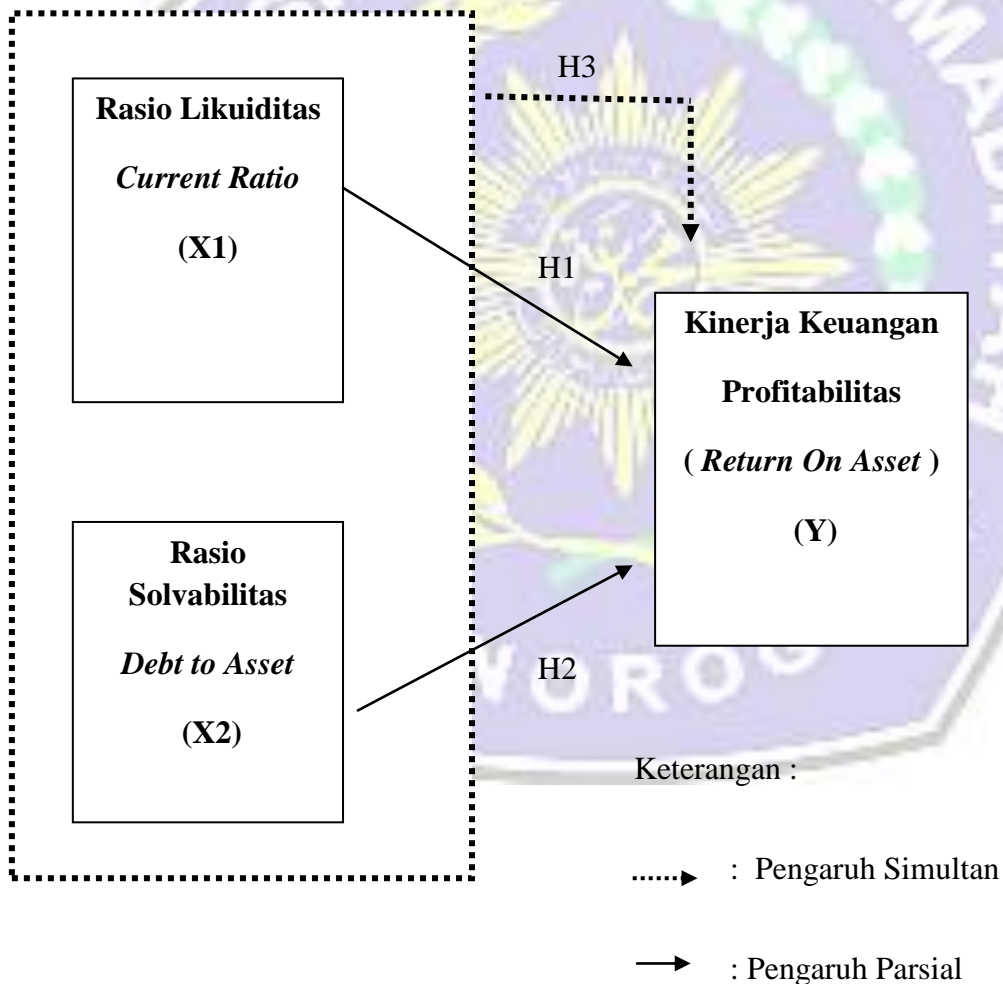 H3
Rasio Likuiditas
Current Ratio
(X1)
H1
Kinerja Keuangan
Profitabilitas
( Return On Asset )
(Y)
Rasio
Solvabilitas
Debt to Asset
(X2)
H2
Keterangan :
: Pengaruh Simultan
: Pengaruh Parsial